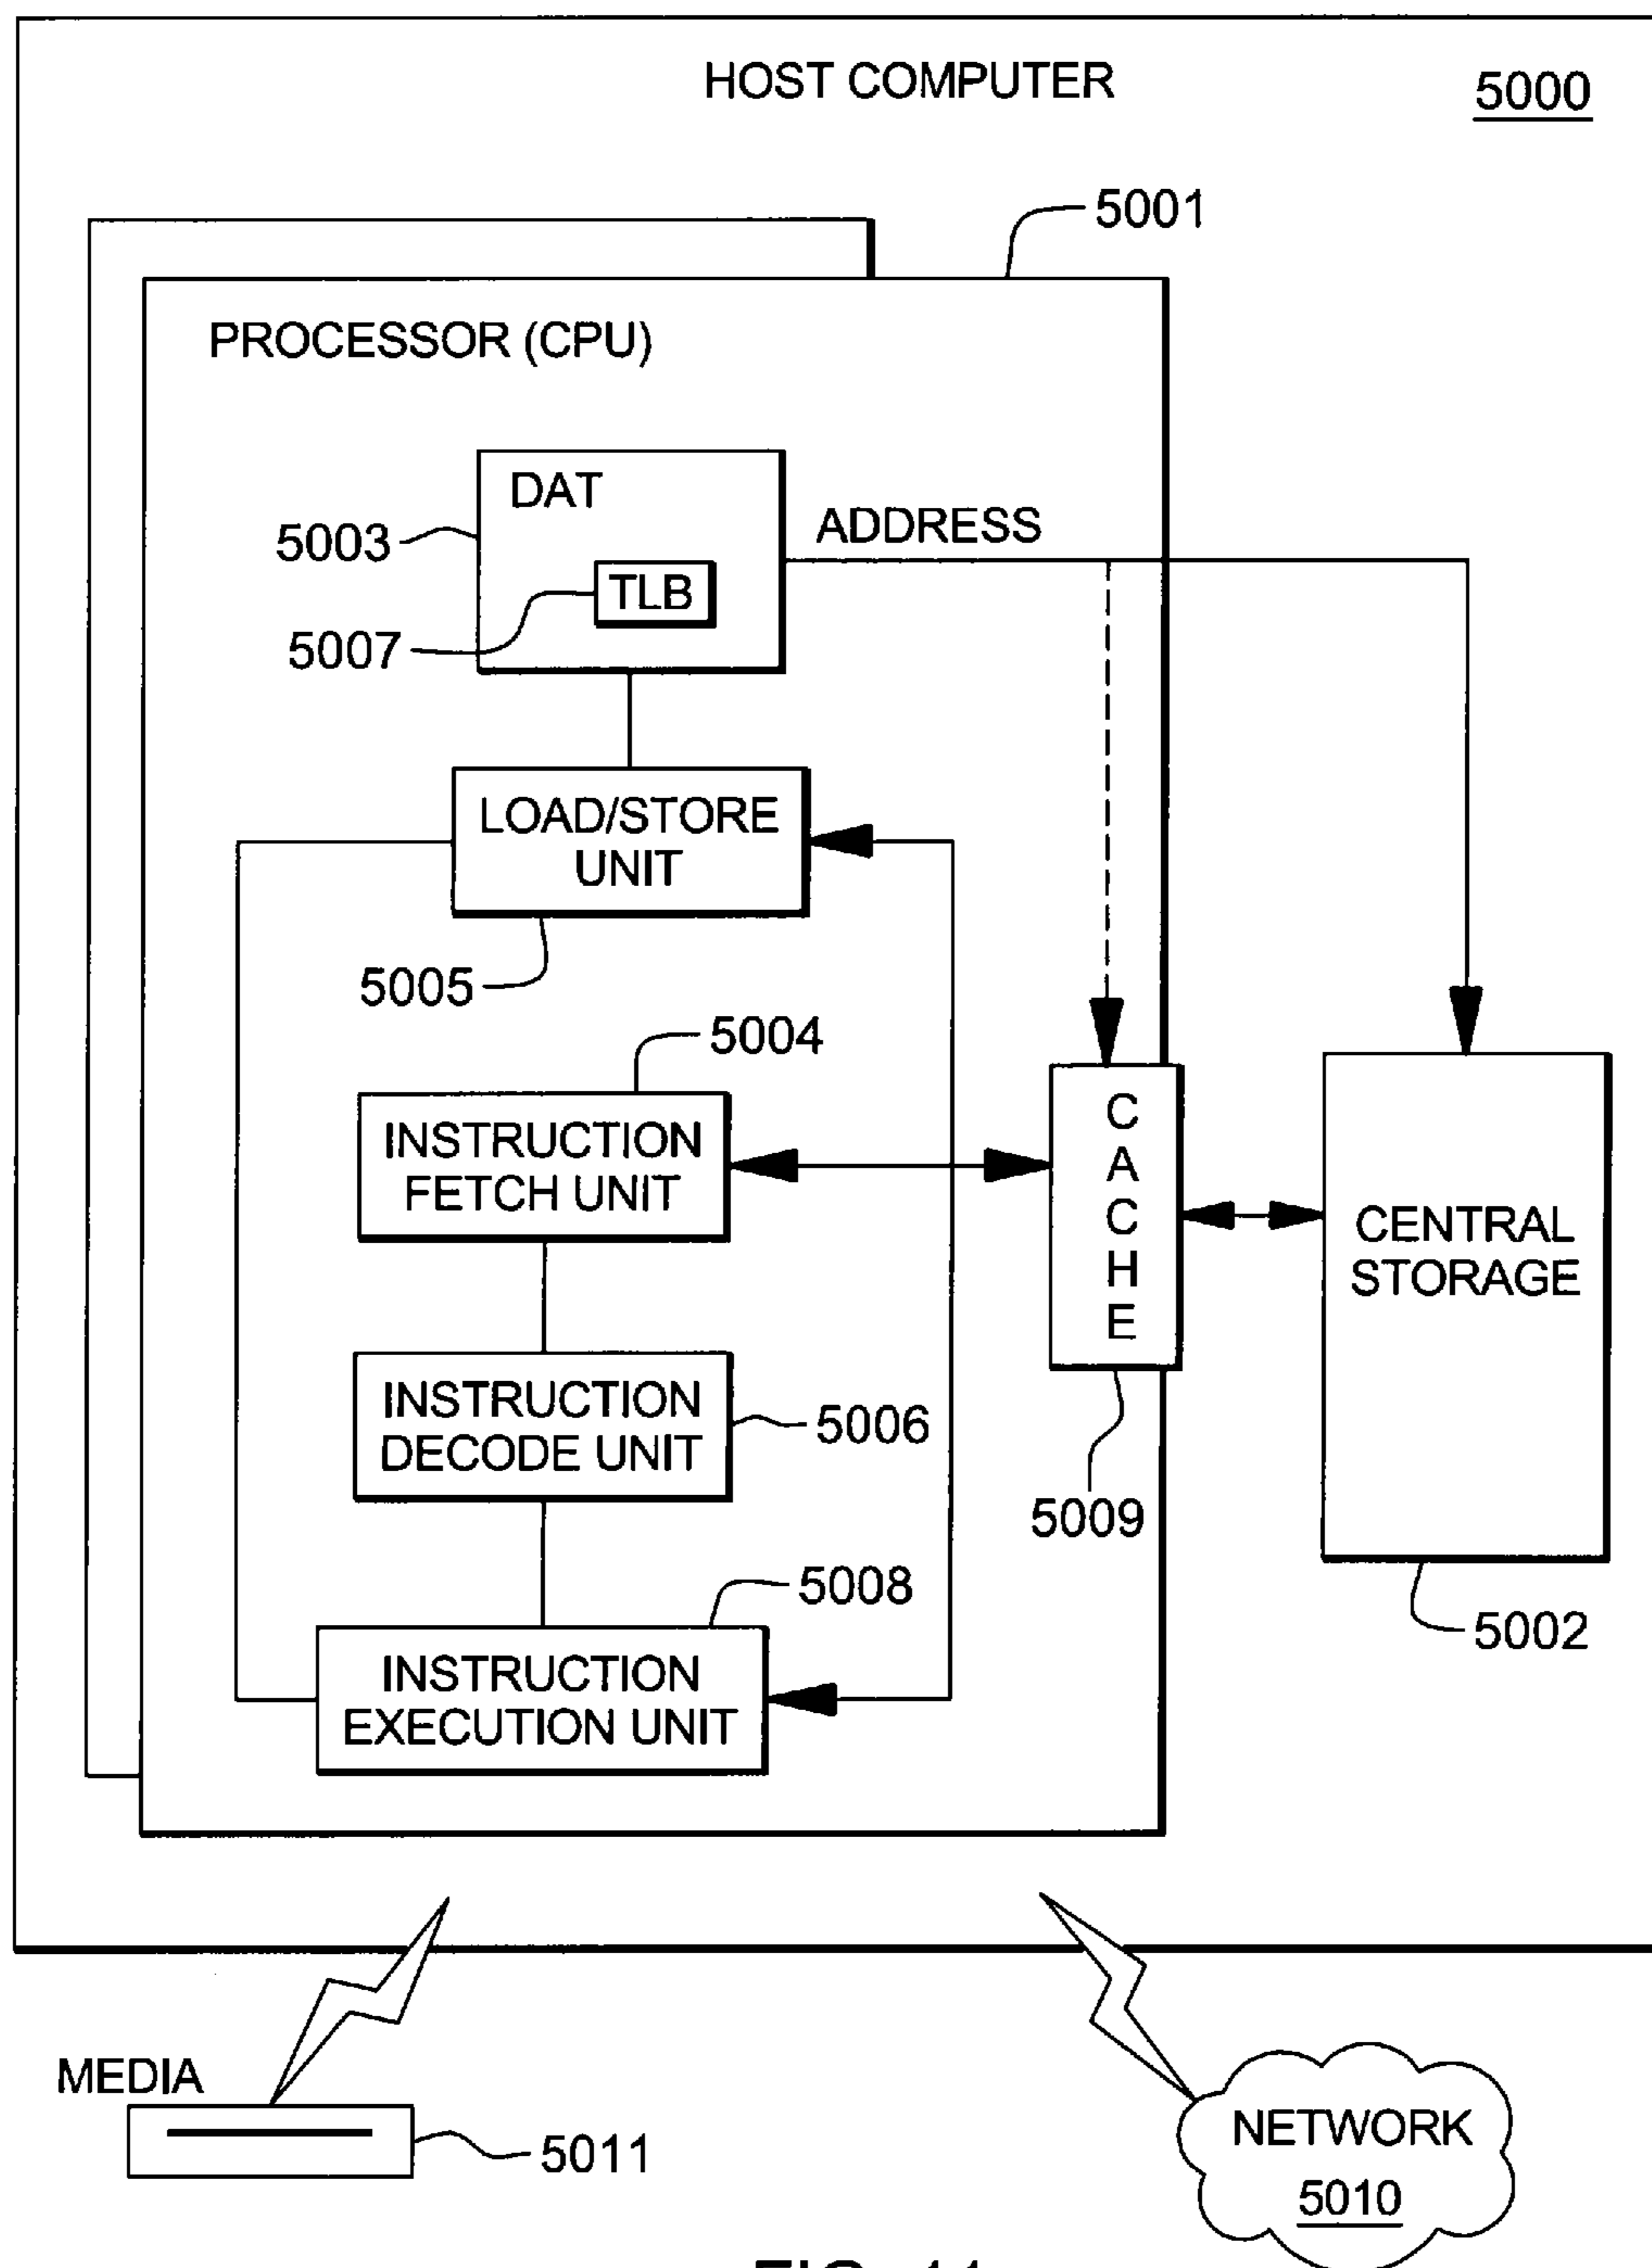 HOST COMPUTER
5000
5001
PROCESSOR (CPU)
DAT
ADDRESS
5003
TLB
5007
LOAD/STORE
UNIT
5005
5004
INSTRUCTION
FETCH UNIT
C
A
C
H
E
CENTRAL
STORAGE
INSTRUCTION
DECODE UNIT
5006
5009
5008
5002
INSTRUCTION
EXECUTION UNIT
MEDIA
5011
NETWORK
5010